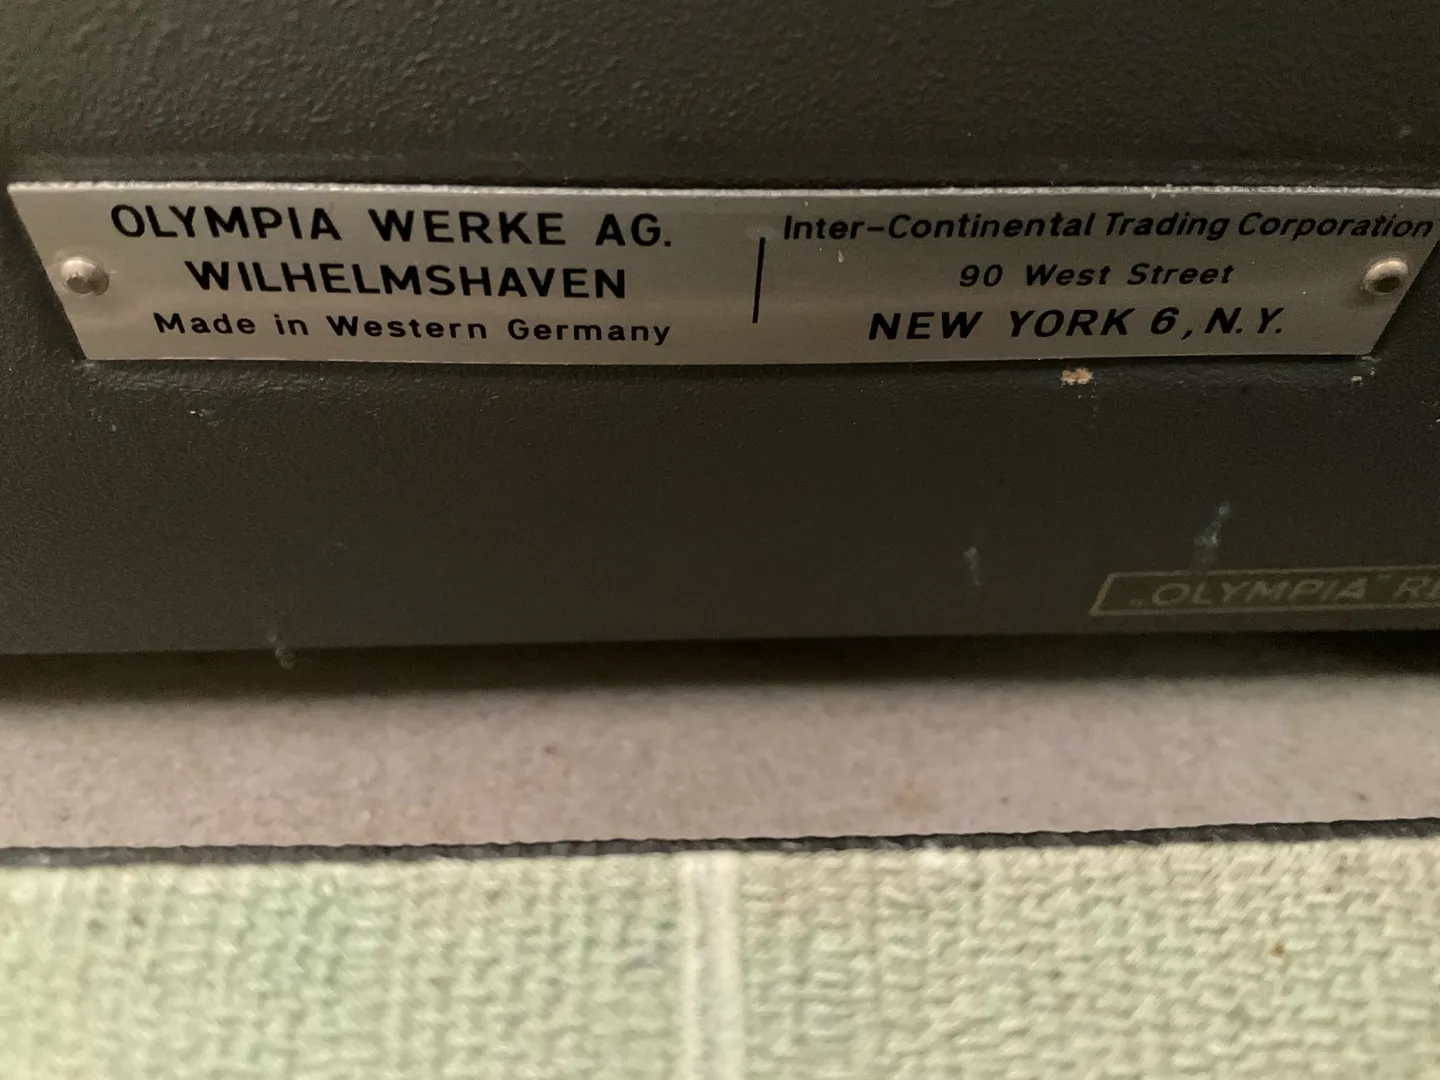 OLYMPIA WERKE AG.
WILHELMSHAVEN
Made in Western Germany
Inter-Continental Trading Corporation
90 West Street
NEW YORK 6, N.Y.
„OLYMPIA"